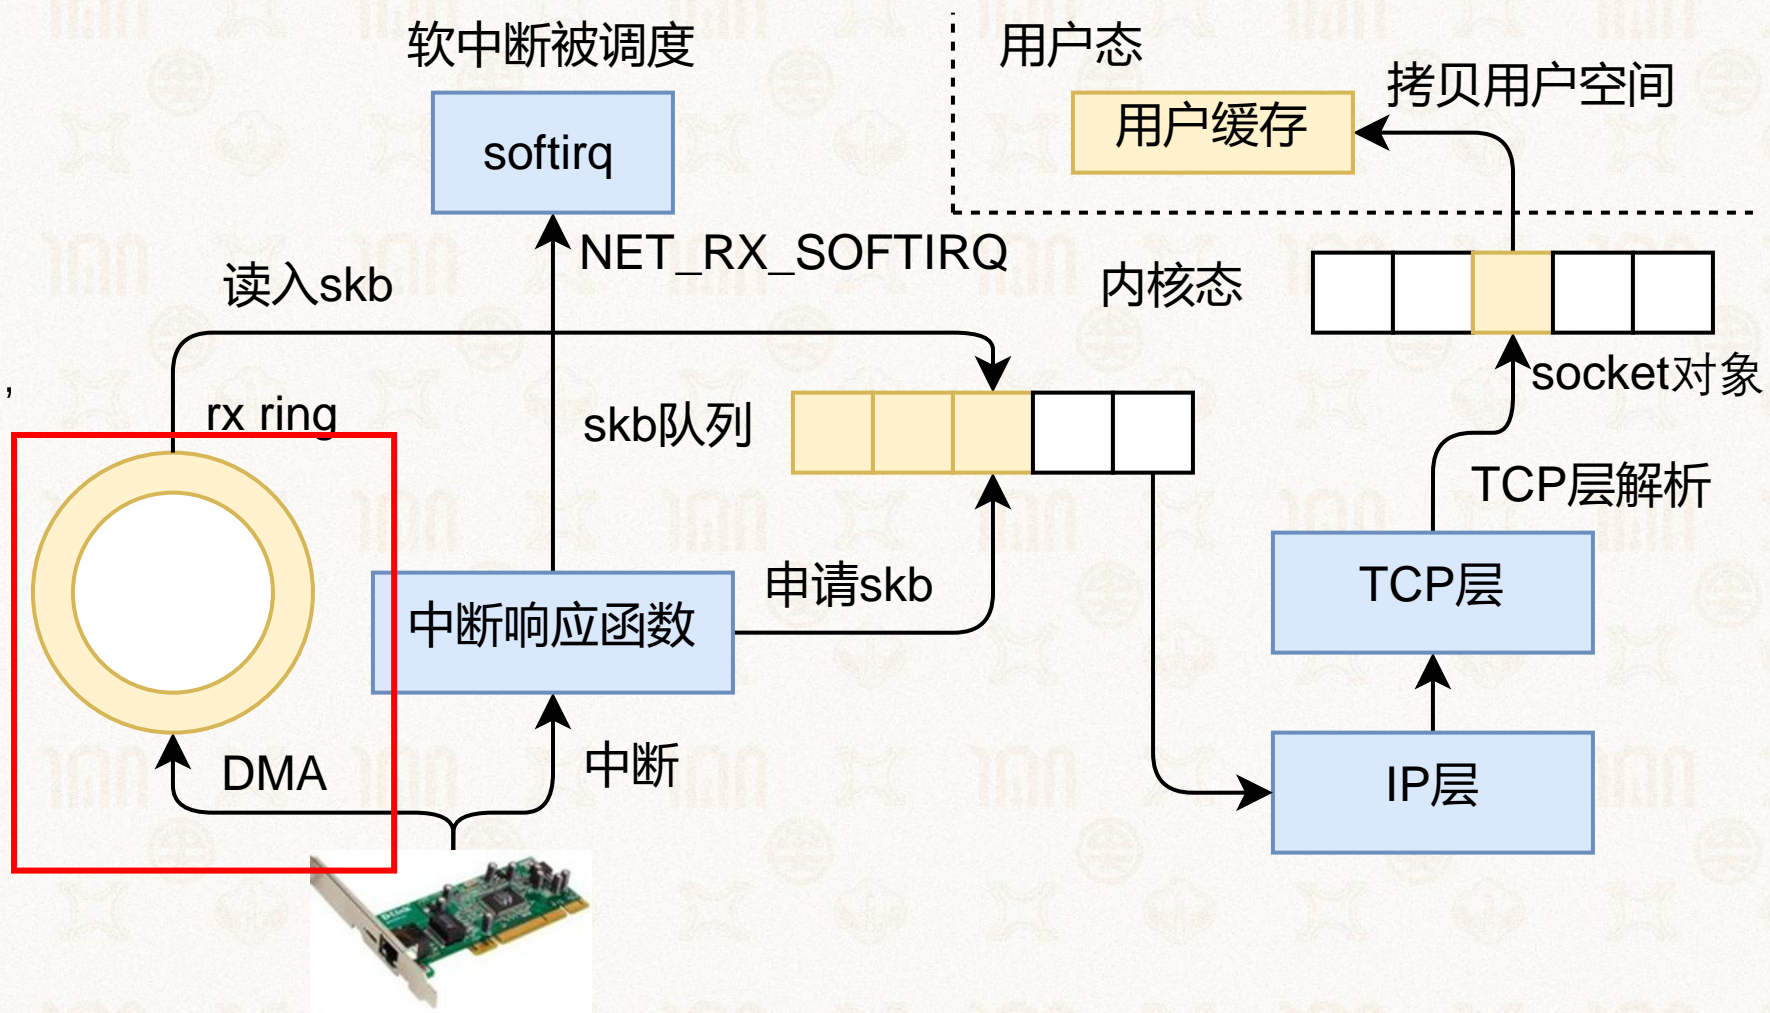 软中断被调度
用户态
拷贝用户空间
用户缓存
softirq
NET_RX_SOFTIRQ
读入skb
内核态
,
rx ring
skb队列
socket对象
TCP层解析
申请skb
TCP层
中断响应函数
DMA
中断
IP层